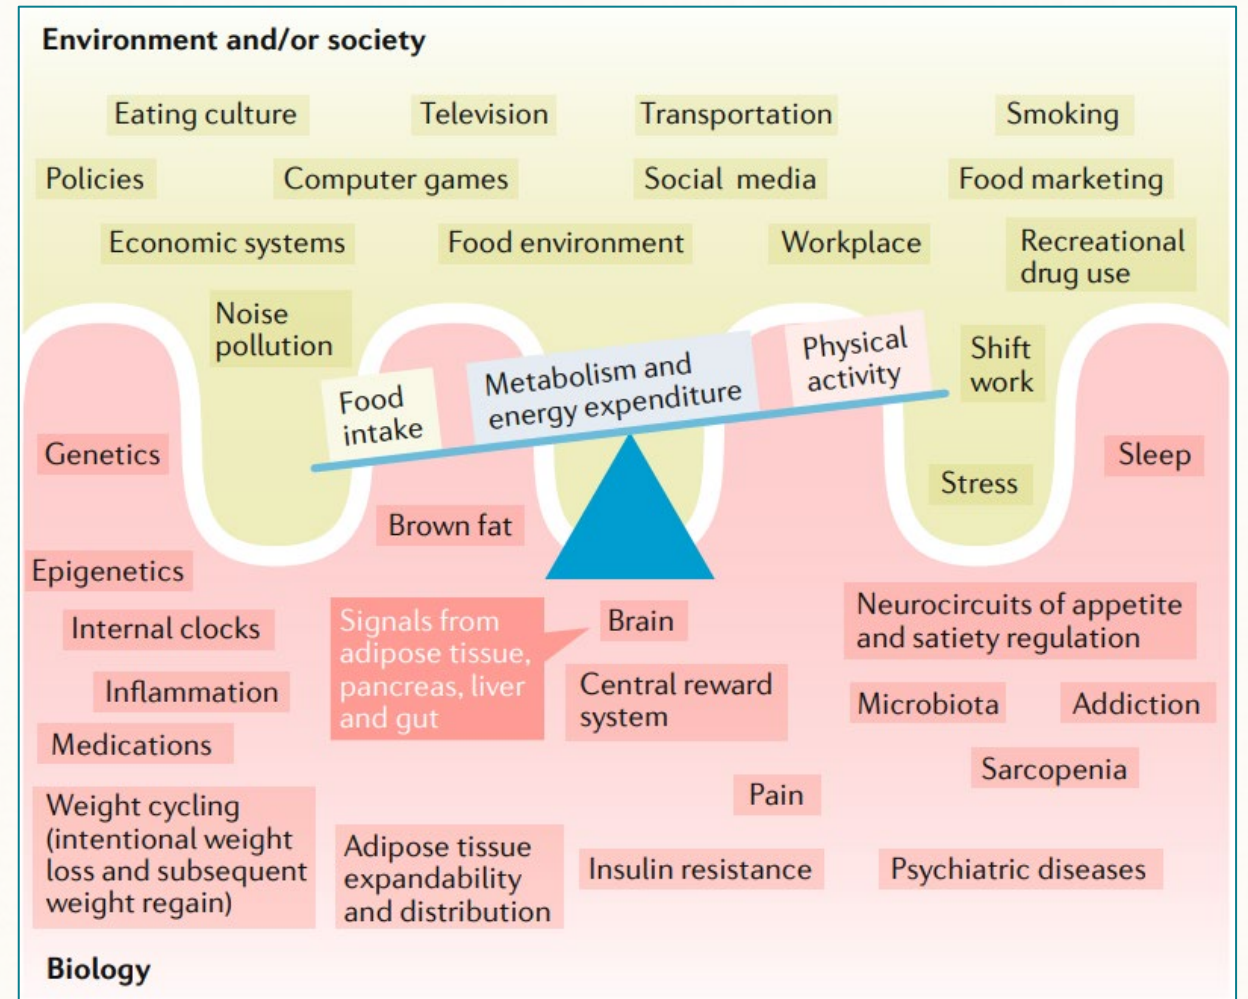 Environment and/or society
Eating culture
Television
Transportation
Smoking
Policies
Computer games
Social media
Food marketing
Economic systems
Food environment
Workplace
Recreational
drug use
Noise
pollution
Food
intake
Metabolism and
energy expenditure
Physical
activity
Shift
work
Genetics
Sleep
Stress
Brown fat
Epigenetics
Internal clocks
Signals from
adipose tissue,
pancreas, liver
and gut
Brain
Neurocircuits of appetite
and satiety regulation
Inflammation
Central reward
system
Microbiota
Addiction
Medications
Sarcopenia
Pain
Weight cycling
(intentional weight
loss and subsequent
weight regain)
Adipose tissue
expandability
and distribution
Insulin resistance
Psychiatric diseases
Biology